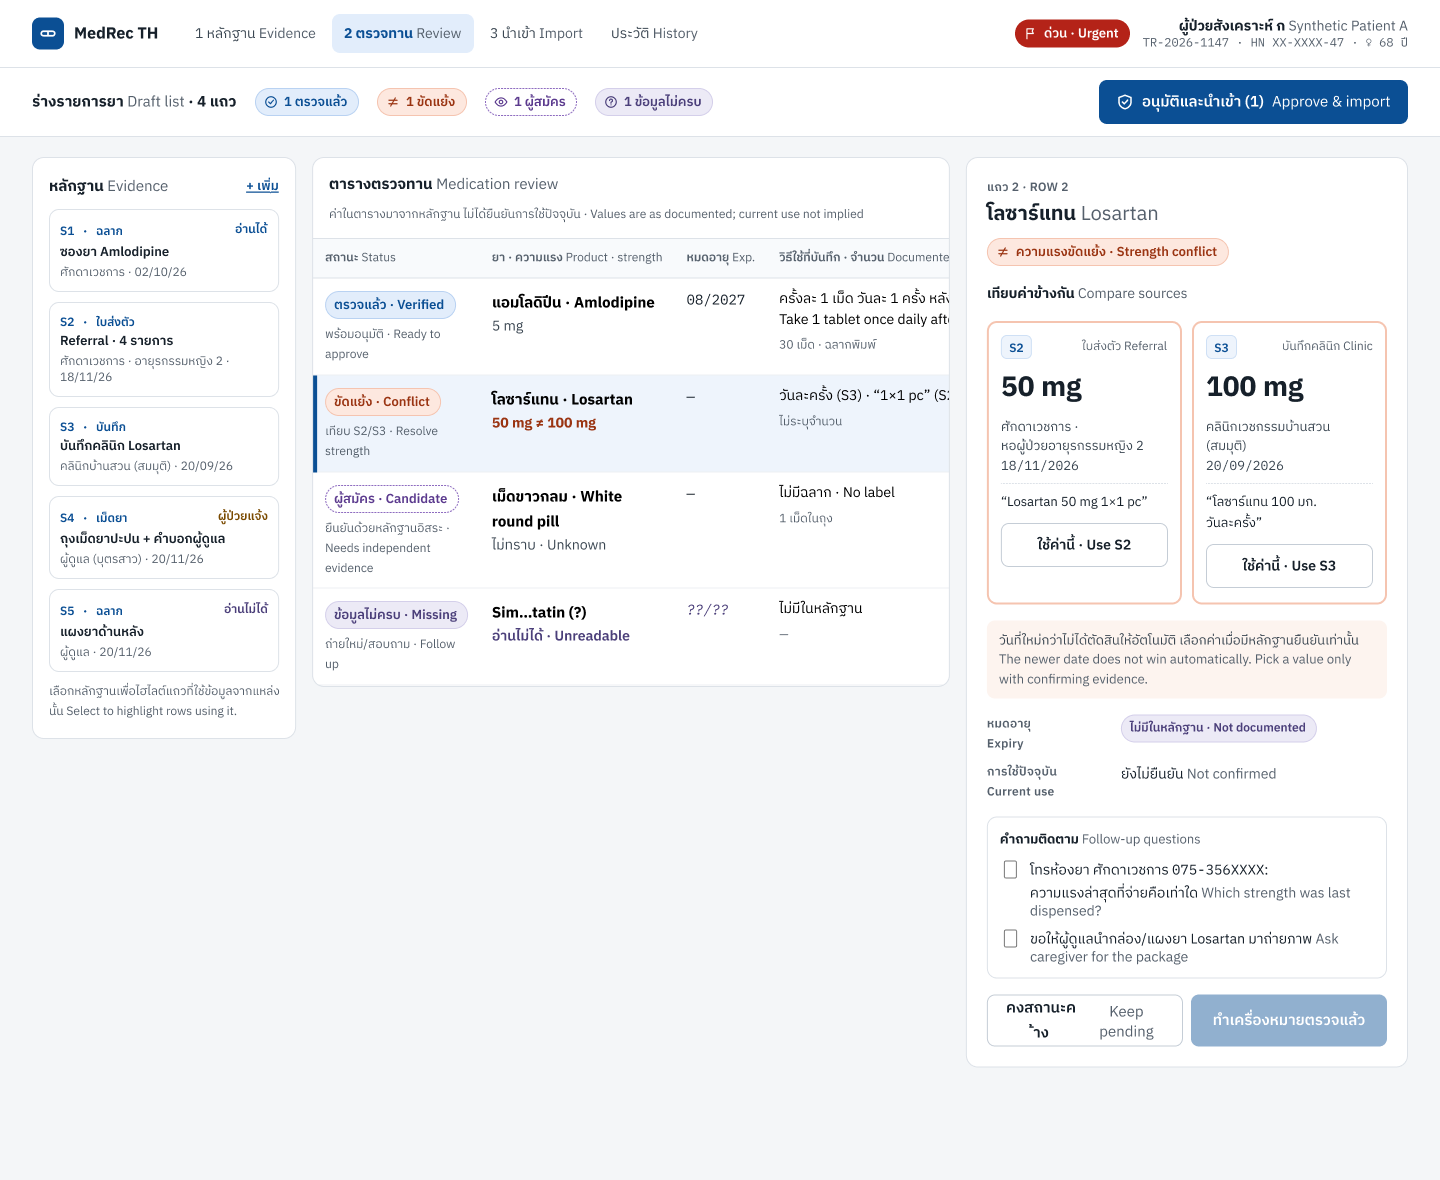 MedRec TH
1 หลักฐาน Evidence
2 ตรวจทาน Review
3 นำเข้า Import
ประวัติ History
ด่วน · Urgent
ผู้ป่วยสังเคราะห์ ก Synthetic Patient A
TR-2026-1147 · HN XX-XXXX-47 · ♀ 68 ปี
ร่างรายการยา Draft list · 4 แถว
1 ตรวจแล้ว
≠ 1 ขัดแย้ง
1 ผู้สมัคร
1 ข้อมูลไม่ครบ
อนุมัติและนำเข้า (1) Approve & import
หลักฐาน Evidence
+ เพิ่ม
S1 · ฉลาก
อ่านได้
ซองยา Amlodipine
ศักดาเวชการ · 02/10/26
S2 · ใบส่งตัว
Referral · 4 รายการ
ศักดาเวชการ · อายุรกรรมหญิง 2 ·
18/11/26
S3 · บันทึก
บันทึกคลินิก Losartan
คลินิกบ้านสวน (สมมุติ) · 20/09/26
S4 · เม็ดยา
ผู้ป่วยแจ้ง
ถุงเม็ดยาปะปน + คำบอกผู้ดูแล
ผู้ดูแล (บุตรสาว) · 20/11/26
S5 · ฉลาก
อ่านไม่ได้
แผงยาด้านหลัง
ผู้ดูแล · 20/11/26
เลือกหลักฐานเพื่อไฮไลต์แถวที่ใช้ข้อมูลจากแหล่ง
นั้น Select to highlight rows using it.
ตารางตรวจทาน Medication review
ค่าในตารางมาจากหลักฐาน ไม่ได้ยืนยันการใช้ปัจจุบัน · Values are as documented; current use not implied
สถานะ Status
ยา · ความแรง Product · strength
หมดอายุ Exp.
วิธีใช้ที่บันทึก · จำนวน Documente
ตรวจแล้ว · Verified
พร้อมอนุมัติ · Ready to
approve
แอมโลดิปีน · Amlodipine
5 mg
08/2027
ครั้งละ 1 เม็ด วันละ 1 ครั้ง หลัง
Take 1 tablet once daily afte
30 เม็ด · ฉลากพิมพ์
ขัดแย้ง · Conflict
เทียบ S2/S3 · Resolve
strength
โลซาร์แทน · Losartan
50 mg ≠ 100 mg
—
วันละครั้ง (S3) · “1×1 pc” (S2
ไม่ระบุจำนวน
ผู้สมัคร · Candidate
ยืนยันด้วยหลักฐานอิสระ ·
Needs independent
evidence
เม็ดขาวกลม · White
round pill
ไม่ทราบ · Unknown
—
ไม่มีฉลาก · No label
1 เม็ดในถุง
ข้อมูลไม่ครบ · Missing
ถ่ายใหม่/สอบถาม · Follow
up
Sim…tatin (?)
อ่านไม่ได้ · Unreadable
??/??
ไม่มีในหลักฐาน
—
แถว 2 · ROW 2
โลซาร์แทน Losartan
≠ ความแรงขัดแย้ง · Strength conflict
เทียบค่าข้างกัน Compare sources
S2
ใบส่งตัว Referral
50 mg
ศักดาเวชการ ·
หอผู้ป่วยอายุรกรรมหญิง 2
18/11/2026
“Losartan 50 mg 1×1 pc”
ใช้ค่านี้ · Use S2
S3
บันทึกคลินิก Clinic
100 mg
คลินิกเวชกรรมบ้านสวน
(สมมุติ)
20/09/2026
“โลซาร์แทน 100 มก.
วันละครั้ง”
ใช้ค่านี้ · Use S3
วันที่ใหม่กว่าไม่ได้ตัดสินให้อัตโนมัติ เลือกค่าเมื่อมีหลักฐานยืนยันเท่านั้น
The newer date does not win automatically. Pick a value only
with confirming evidence.
หมดอายุ
Expiry
ไม่มีในหลักฐาน · Not documented
การใช้ปัจจุบัน
Current use
ยังไม่ยืนยัน Not confirmed
คำถามติดตาม Follow-up questions
โทรห้องยา ศักดาเวชการ 075-356XXXX:
ความแรงล่าสุดที่จ่ายคือเท่าใด Which strength was last
dispensed?
ขอให้ผู้ดูแลนำกล่อง/แผงยา Losartan มาถ่ายภาพ Ask
caregiver for the package
คงสถานะค
้าง
Keep
pending
ทำเครื่องหมายตรวจแล้ว